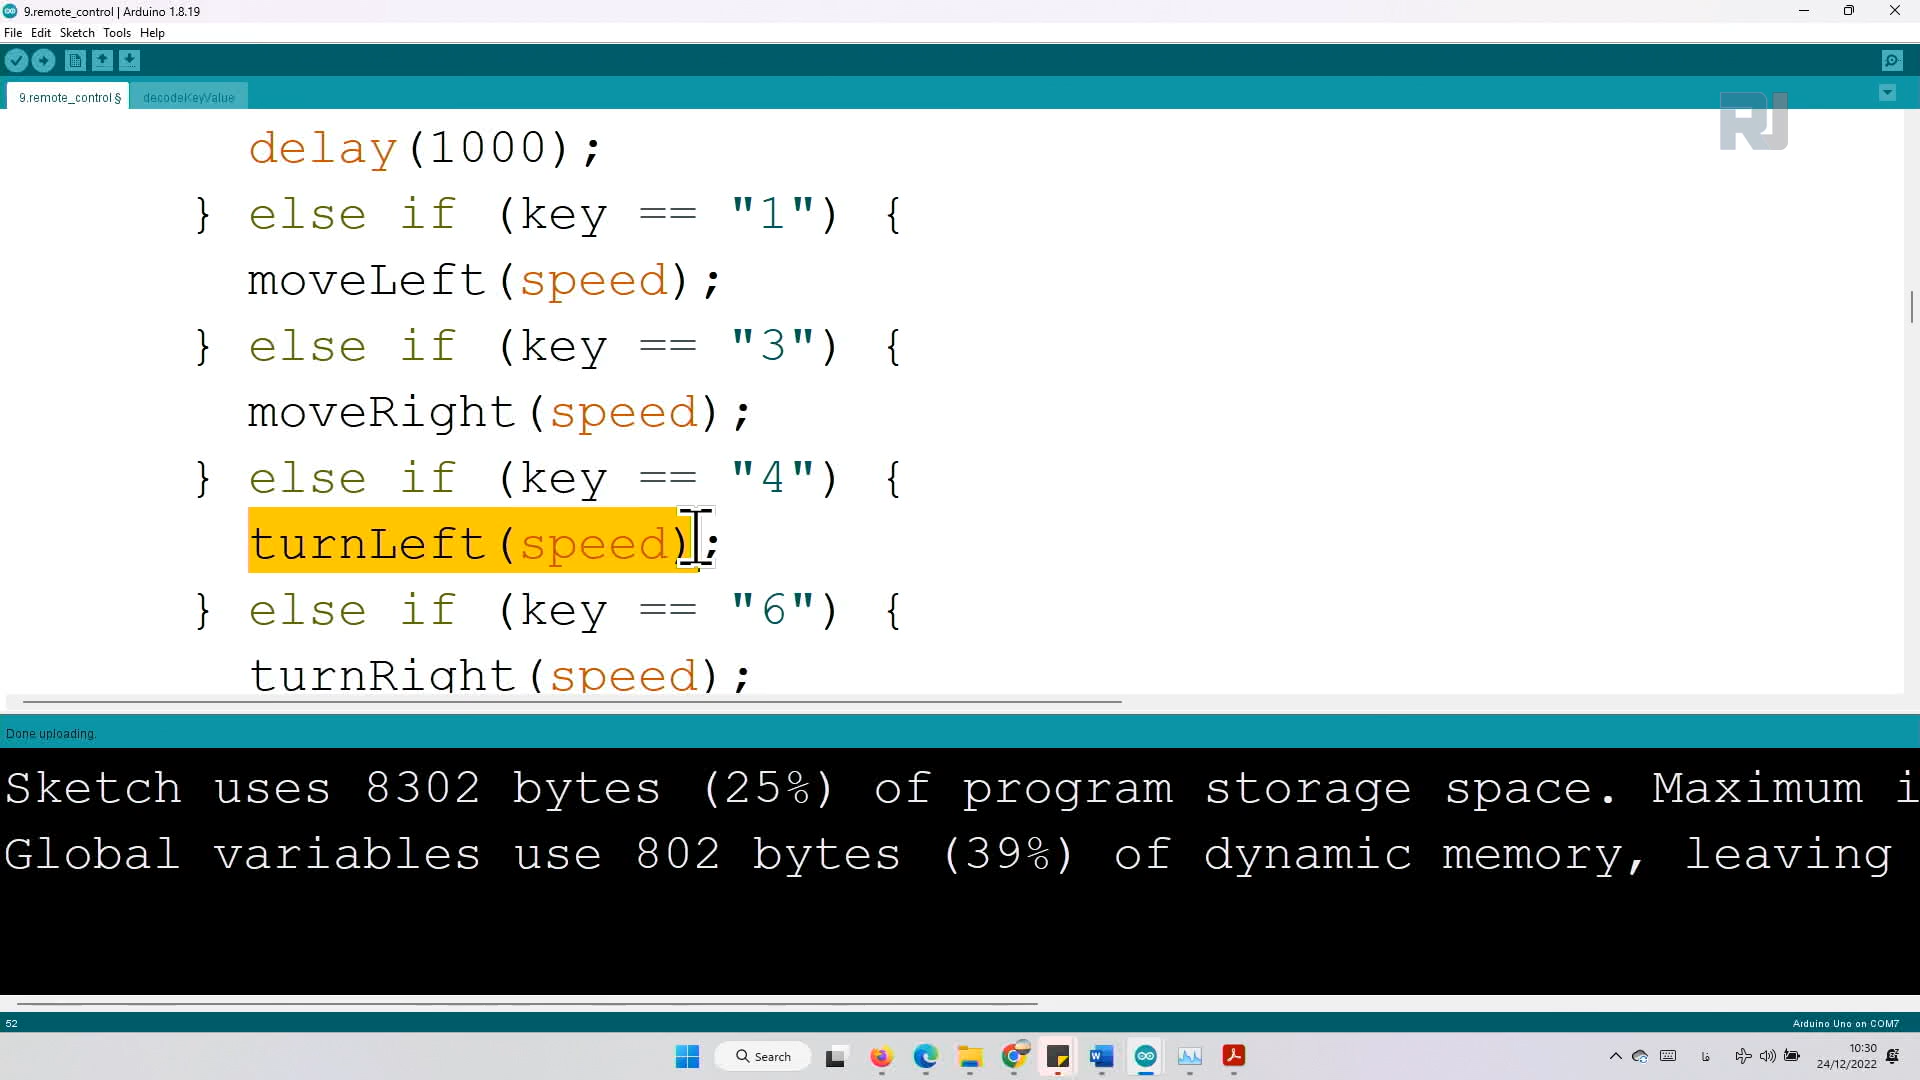 9.remote_control | Arduino 1.8.19
File Edit Sketch Tools Help
9.remote_control § decodeKeyValue
RJ
delay(1000);
} else if (key == "1") {
moveLeft(speed);
} else if (key == "3") {
moveRight(speed);
} else if (key == "4") {
turnLeft(speed);
} else if (key == "6") {
turnRight(speed);
Done uploading.
Sketch uses 8302 bytes (25%) of program storage space. Maximum i
Global variables use 802 bytes (39%) of dynamic memory, leaving
52
Arduino Uno on COM7
Search
فا
10:30
24/12/2022